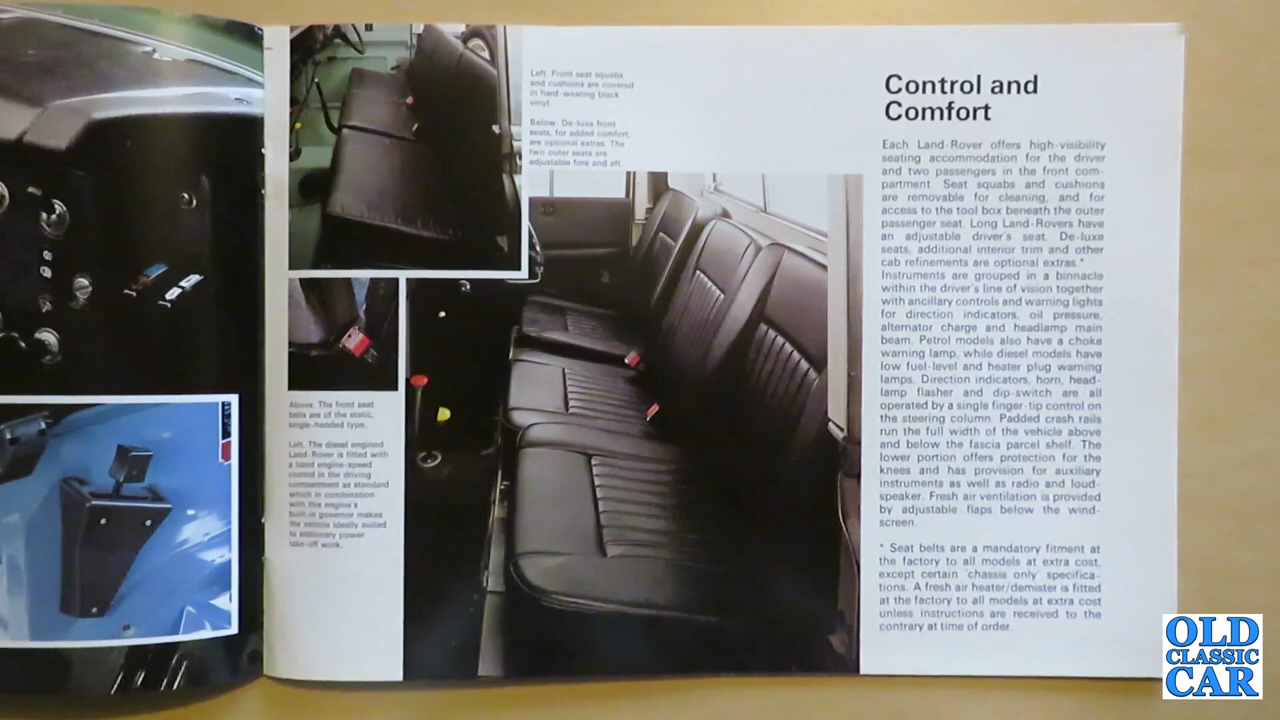 Left. Front seat squabs
and cushions are covered
in hard-wearing black
vinyl.
Below. De-luxe front
seats, for added comfort,
are optional extras. The
two outer seats are
adjustable fore and aft.
Above. The front seat
belts are of the static,
single-handed type.
Left. The diesel engined
Land-Rover is fitted with
a hand engine-speed
control in the driving
compartment as standard
which in combination
with this engine's
built-in governor makes
the vehicle ideally suited
to stationary power
take-off work.
Control and
Comfort
Each Land-Rover offers high-visibility
seating accommodation for the driver
and two passengers in the front com-
partment. Seat squabs and cushions
are removable for cleaning, and for
access to the tool box beneath the outer
passenger seat. Long Land-Rovers have
an adjustable driver's seat. De-luxe
seats, additional interior trim and other
cab refinements are optional extras.*
Instruments are grouped in a binnacle
within the driver's line of vision together
with ancillary controls and warning lights
for direction indicators, oil pressure,
alternator charge and headlamp main
beam. Petrol models also have a choke
warning lamp, while diesel models have
low fuel-level and heater plug warning
lamps. Direction indicators, horn, head-
lamp flasher and dip-switch are all
operated by a single finger-tip control on
the steering column. Padded crash rails
run the full width of the vehicle above
and below the fascia parcel shelf. The
lower portion offers protection for the
knees and has provision for auxiliary
instruments as well as radio and loud-
speaker. Fresh air ventilation is provided
by adjustable flaps below the wind-
screen.
* Seat belts are a mandatory fitment at
the factory to all models at extra cost,
except certain 'chassis only' specifica-
tions. A fresh air heater/demister is fitted
at the factory to all models at extra cost
unless instructions are received to the
contrary at time of order.
OLD
CLASSIC
CAR